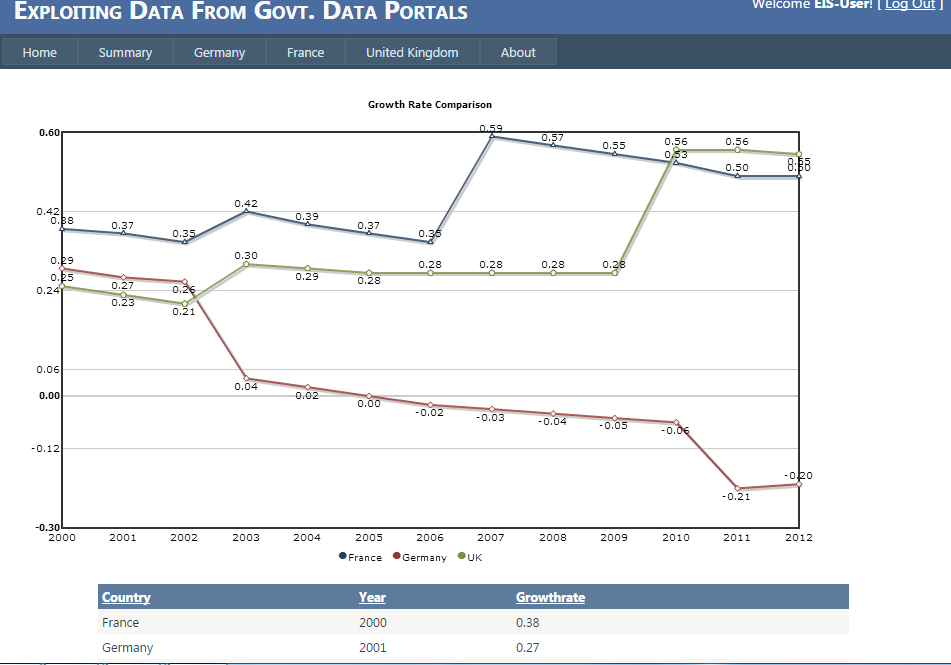 Exploiting Data From Govt. Data Portals
Welcome EIS-User! [ Log Out ]
Home Summary Germany France United Kingdom About
Growth Rate Comparison
0.60
0.42
0.24
0.06
0.00
-0.12
-0.30
0.38 0.37 0.35 0.42 0.39 0.37 0.35 0.59 0.57 0.55 0.53 0.50 0.50
0.29 0.27 0.26 0.04 0.02 0.00 -0.02 -0.03 -0.04 -0.05 -0.06 -0.21 -0.20
0.25 0.23 0.21 0.30 0.29 0.28 0.28 0.28 0.28 0.28 0.56 0.56 0.55
2000 2001 2002 2003 2004 2005 2006 2007 2008 2009 2010 2011 2012
France Germany UK
Country Year Growthrate
France 2000 0.38
Germany 2001 0.27